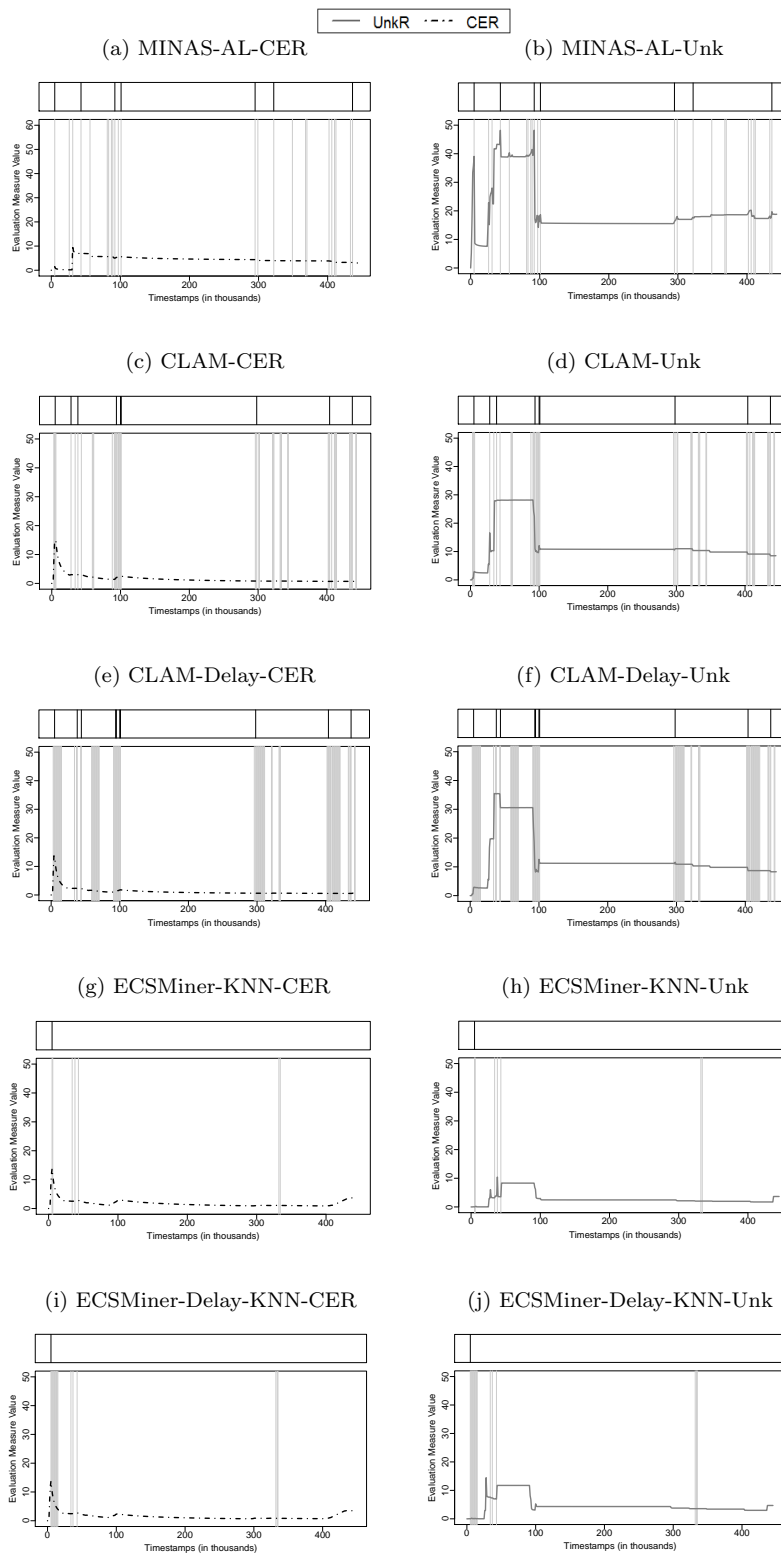 UnkR CER
(a) MINAS-AL-CER
(b) MINAS-AL-Unk
Evaluation Measure Value
0 10 20 30 40 50 60
0 100 200 300 400
Timestamps (in thousands)
Evaluation Measure Value
0 10 20 30 40 50
0 100 200 300 400
Timestamps (in thousands)
(c) CLAM-CER
(d) CLAM-Unk
Evaluation Measure Value
0 10 20 30 40 50
0 100 200 300 400
Timestamps (in thousands)
Evaluation Measure Value
0 10 20 30 40 50
0 100 200 300 400
Timestamps (in thousands)
(e) CLAM-Delay-CER
(f) CLAM-Delay-Unk
Evaluation Measure Value
0 10 20 30 40 50
0 100 200 300 400
Timestamps (in thousands)
Evaluation Measure Value
0 10 20 30 40 50
0 100 200 300 400
Timestamps (in thousands)
(g) ECSMiner-KNN-CER
(h) ECSMiner-KNN-Unk
Evaluation Measure Value
0 10 20 30 40 50
0 100 200 300 400
Timestamps (in thousands)
Evaluation Measure Value
0 10 20 30 40 50
0 100 200 300 400
Timestamps (in thousands)
(i) ECSMiner-Delay-KNN-CER
(j) ECSMiner-Delay-KNN-Unk
Evaluation Measure Value
0 10 20 30 40 50
0 100 200 300 400
Timestamps (in thousands)
Evaluation Measure Value
0 10 20 30 40 50
0 100 200 300 400
Timestamps (in thousands)